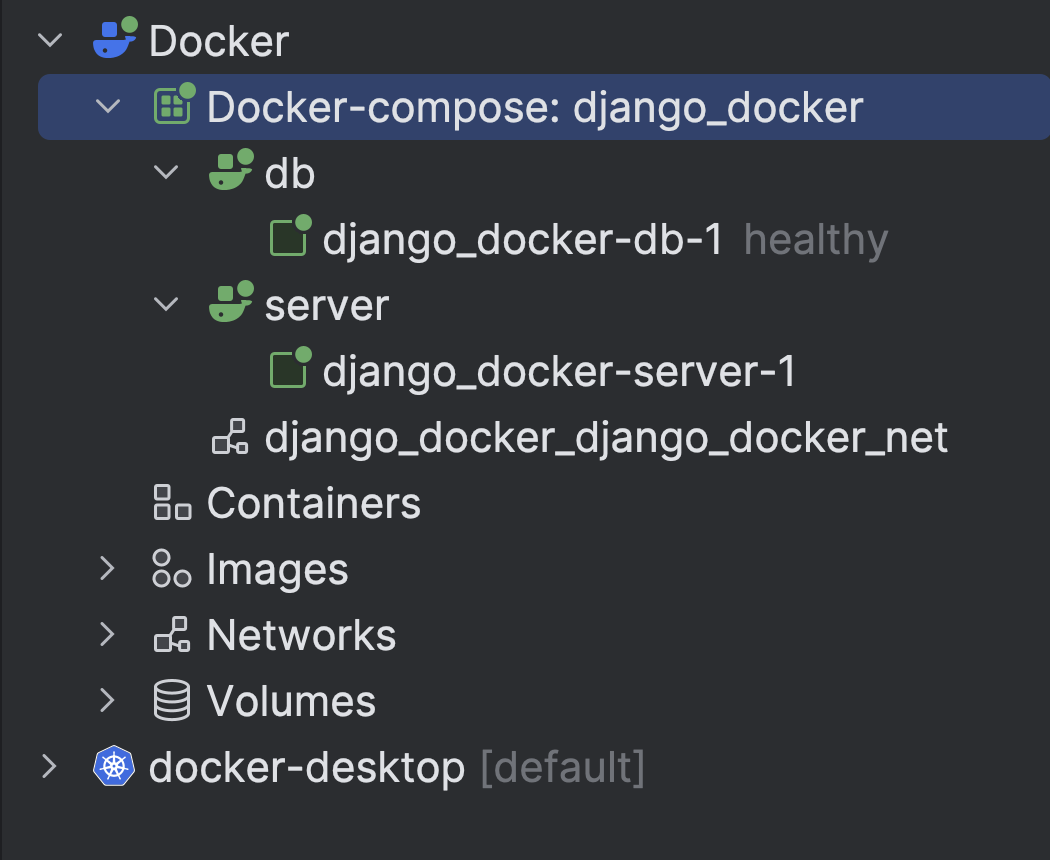 Docker
Docker-compose: django_docker
db
django_docker-db-1 healthy
server
django_docker-server-1
django_docker_django_docker_net
Containers
Images
Networks
Volumes
docker-desktop [default]